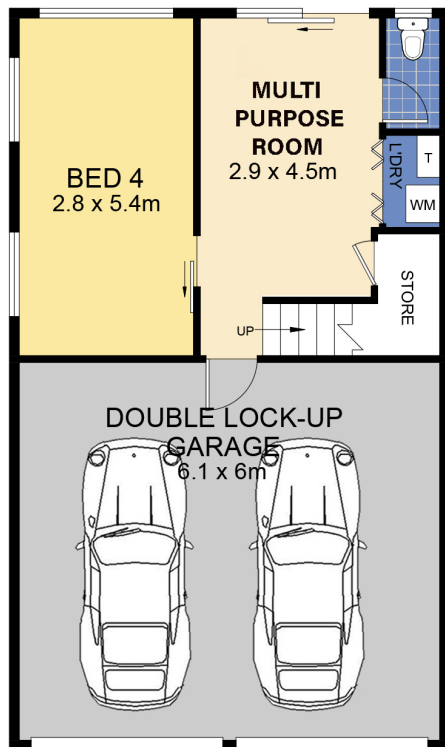 MULTI
PURPOSE
ROOM
2.9 x 4.5m
BED 4
2.8 x 5.4m
L'DRY
T
WM
STORE
UP
DOUBLE LOCK-UP
GARAGE
6.1 x 6m